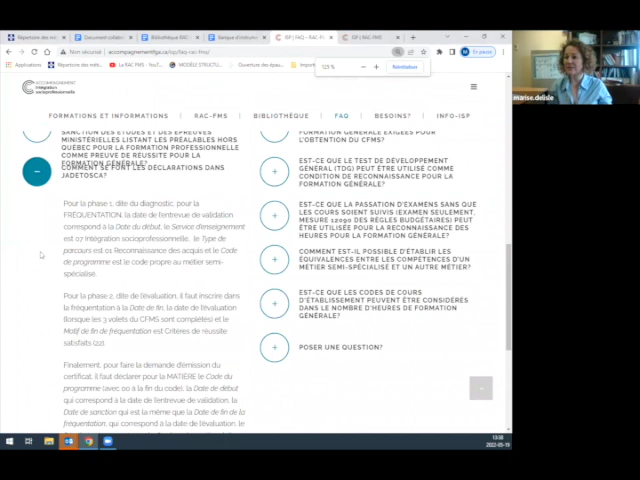 Répertoire des mé
Document collabor
Bibliothèque RAC
Banque d'instrumen
ISP | FAQ – RAC-FM
ISP | RAC-FMS
Non sécurisé | accompagnementfga.ca/isp/faq-rac-fms/
En pause
Applications
Répertoire des méti
La RAC FMS
MODÈLES STRUCTU
Ouverture des épau
125 %
Réinitialiser
ACCOMPAGNEMENT
Intégration
socioprofessionnelle
FORMATIONS ET INFORMATIONS | RAC-FMS | BIBLIOTHÈQUE | FAQ | BESOINS? | INFO-ISP
SANCTION DES ÉTUDES ET DES ÉPREUVES
MINISTÉRIELLES LISTANT LES PRÉALABLES HORS
QUÉBEC POUR LA FORMATION PROFESSIONNELLE
COMME PREUVE DE RÉUSSITE POUR LA
FORMATION GÉNÉRALE?
COMMENT SE FONT LES DÉCLARATIONS DANS
JADETOSCA?
Pour la phase 1, dite du diagnostic, pour la
FRÉQUENTATION, la date de l'entrevue de validation
correspond à la Date du début, le Service d'enseignement
est 07 Intégration socioprofessionnelle, le Type de
parcours est 01 Reconnaissance des acquis et le Code
de programme est le code propre au métier semi-
spécialisé.
Pour la phase 2, dite de l'évaluation, il faut inscrire dans
la fréquentation à la Date de fin, la date de l'évaluation
(lorsque les 3 volets du CFMS sont complétés) et le
Motif de fin de fréquentation est Critères de réussite
satisfaits (22).
Finalement, pour faire la demande d'émission du
certificat, il faut déclarer pour la MATIÈRE le Code du
programme (avec 00 à la fin du code), la Date de début
qui correspond à la date de l'entrevue de validation, la
Date de sanction qui est la même que la Date de fin de la
fréquentation, qui correspond à la date de l'évaluation, le
FORMATION GÉNÉRALE EXIGÉES POUR
L'OBTENTION DU CFMS?
EST-CE QUE LE TEST DE DÉVELOPPEMENT
GÉNÉRAL (TDG) PEUT ÊTRE UTILISÉ COMME
CONDITION DE RECONNAISSANCE POUR LA
FORMATION GÉNÉRALE?
EST-CE QUE LA PASSATION D'EXAMENS SANS QUE
LES COURS SOIENT SUIVIS (EXAMEN SEULEMENT,
MESURE 12090 DES RÈGLES BUDGÉTAIRES) PEUT
ÊTRE UTILISÉE POUR LA RECONNAISSANCE DES
HEURES POUR LA FORMATION GÉNÉRALE?
COMMENT EST-IL POSSIBLE D'ÉTABLIR LES
ÉQUIVALENCES ENTRE LES COMPÉTENCES D'UN
MÉTIER SEMI-SPÉCIALISÉ ET UN AUTRE MÉTIER?
EST-CE QUE LES CODES DE COURS
D'ÉTABLISSEMENT PEUVENT ÊTRE CONSIDÉRÉS
DANS LE NOMBRE D'HEURES DE FORMATION
GÉNÉRALE?
POSER UNE QUESTION?
marise.delisle
13:38
2022-05-19